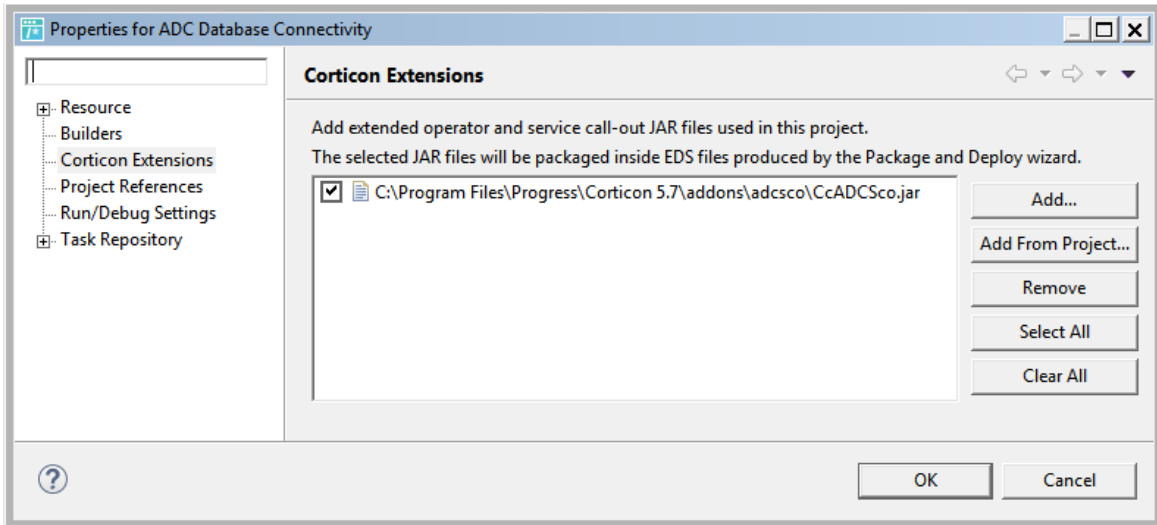 Properties for ADC Database Connectivity
Corticon Extensions
Resource
Builders
Corticon Extensions
Project References
Run/Debug Settings
Task Repository
Add extended operator and service call-out JAR files used in this project.
The selected JAR files will be packaged inside EDS files produced by the Package and Deploy wizard.
C:\Program Files\Progress\Corticon 5.7\addons\adcsco\CcADCSco.jar
Add...
Add From Project...
Remove
Select All
Clear All
?
OK
Cancel